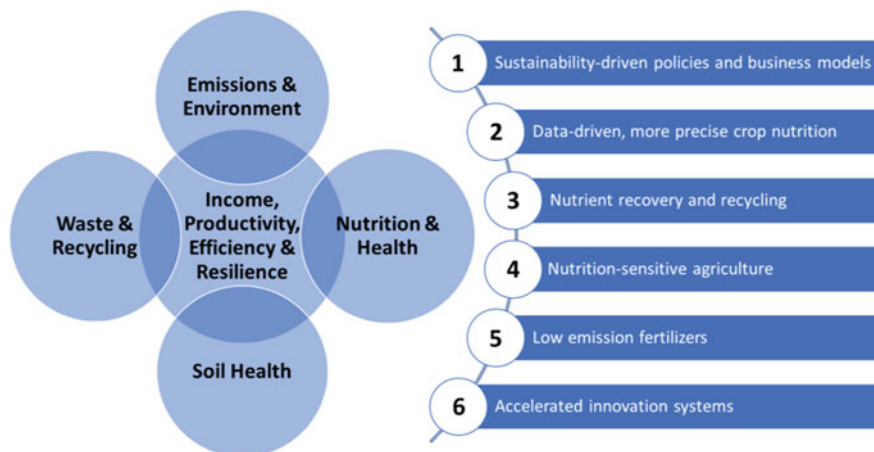 Emissions &
Environment
Waste &
Recycling
Income,
Productivity,
Efficiency &
Resilience
Nutrition &
Health
Soil Health
1 Sustainability-driven policies and business models
2 Data-driven, more precise crop nutrition
3 Nutrient recovery and recycling
4 Nutrition-sensitive agriculture
5 Low emission fertilizers
6 Accelerated innovation systems